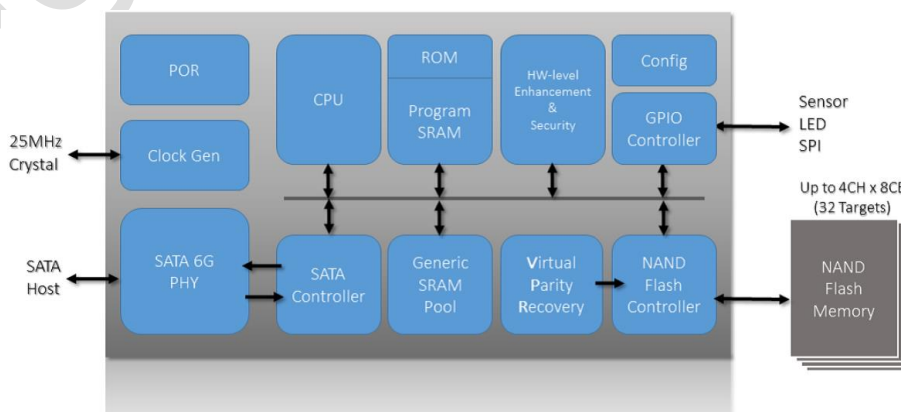 POR
CPU
ROM
Program
SRAM
HW-level
Enhancement
&
Security
Config
GPIO
Controller
Sensor
LED
SPI
25MHz
Crystal
Clock Gen
Up to 4CH x 8CE
(32 Targets)
SATA
Host
SATA 6G
PHY
SATA
Controller
Generic
SRAM
Pool
Virtual
Parity
Recovery
NAND
Flash
Controller
NAND
Flash
Memory